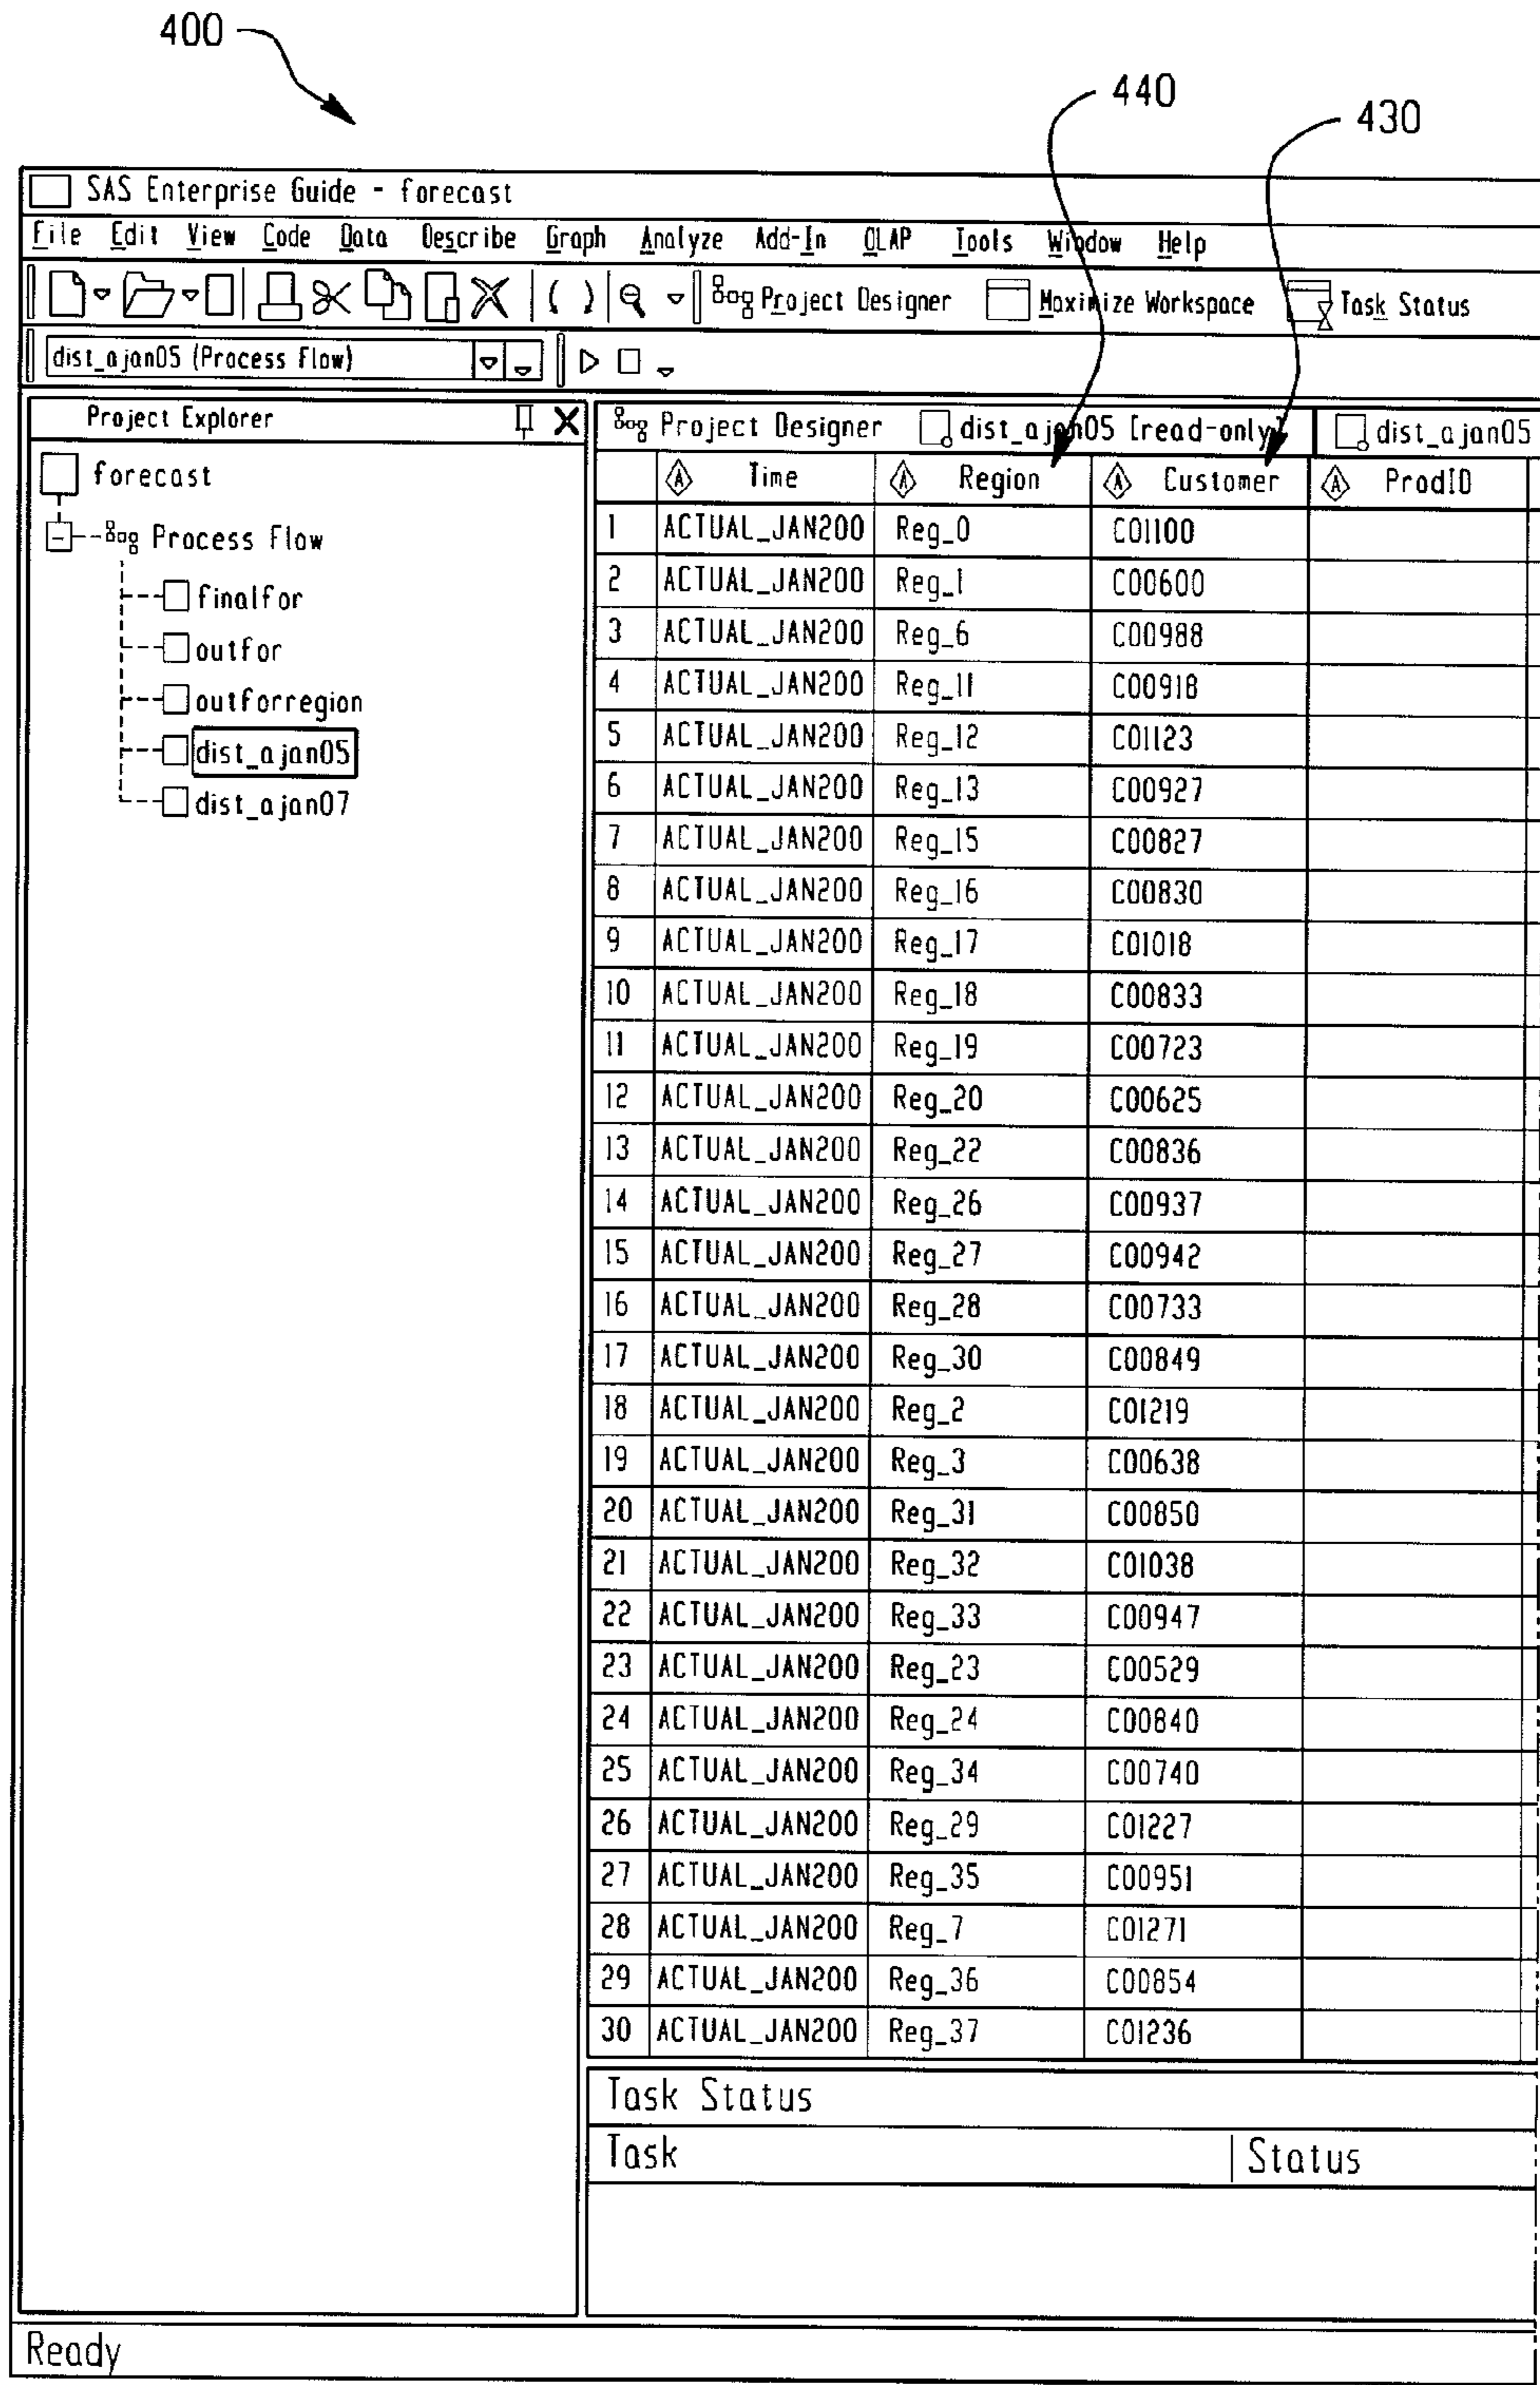 400
440
430
SAS Enterprise Guide - forecast
File Edit View Code Data Describe Graph Analyze Add-In OLAP Tools Window Help
Project Designer Maximize Workspace Task Status
dist_ajan05 (Process Flow)
Project Explorer
forecast
Process Flow
finalfor
outfor
outforregion
dist_ajan05
dist_ajan07
Project Designer dist_ajan05 [read-only] dist_ajan05
Time Region Customer ProdID
1 ACTUAL_JAN200 Reg_0 C01100
2 ACTUAL_JAN200 Reg_1 C00600
3 ACTUAL_JAN200 Reg_6 C00988
4 ACTUAL_JAN200 Reg_11 C00918
5 ACTUAL_JAN200 Reg_12 C01123
6 ACTUAL_JAN200 Reg_13 C00927
7 ACTUAL_JAN200 Reg_15 C00827
8 ACTUAL_JAN200 Reg_16 C00830
9 ACTUAL_JAN200 Reg_17 C01018
10 ACTUAL_JAN200 Reg_18 C00833
11 ACTUAL_JAN200 Reg_19 C00723
12 ACTUAL_JAN200 Reg_20 C00625
13 ACTUAL_JAN200 Reg_22 C00836
14 ACTUAL_JAN200 Reg_26 C00937
15 ACTUAL_JAN200 Reg_27 C00942
16 ACTUAL_JAN200 Reg_28 C00733
17 ACTUAL_JAN200 Reg_30 C00849
18 ACTUAL_JAN200 Reg_2 C01219
19 ACTUAL_JAN200 Reg_3 C00638
20 ACTUAL_JAN200 Reg_31 C00850
21 ACTUAL_JAN200 Reg_32 C01038
22 ACTUAL_JAN200 Reg_33 C00947
23 ACTUAL_JAN200 Reg_23 C00529
24 ACTUAL_JAN200 Reg_24 C00840
25 ACTUAL_JAN200 Reg_34 C00740
26 ACTUAL_JAN200 Reg_29 C01227
27 ACTUAL_JAN200 Reg_35 C00951
28 ACTUAL_JAN200 Reg_7 C01271
29 ACTUAL_JAN200 Reg_36 C00854
30 ACTUAL_JAN200 Reg_37 C01236
Task Status
Task Status
Ready